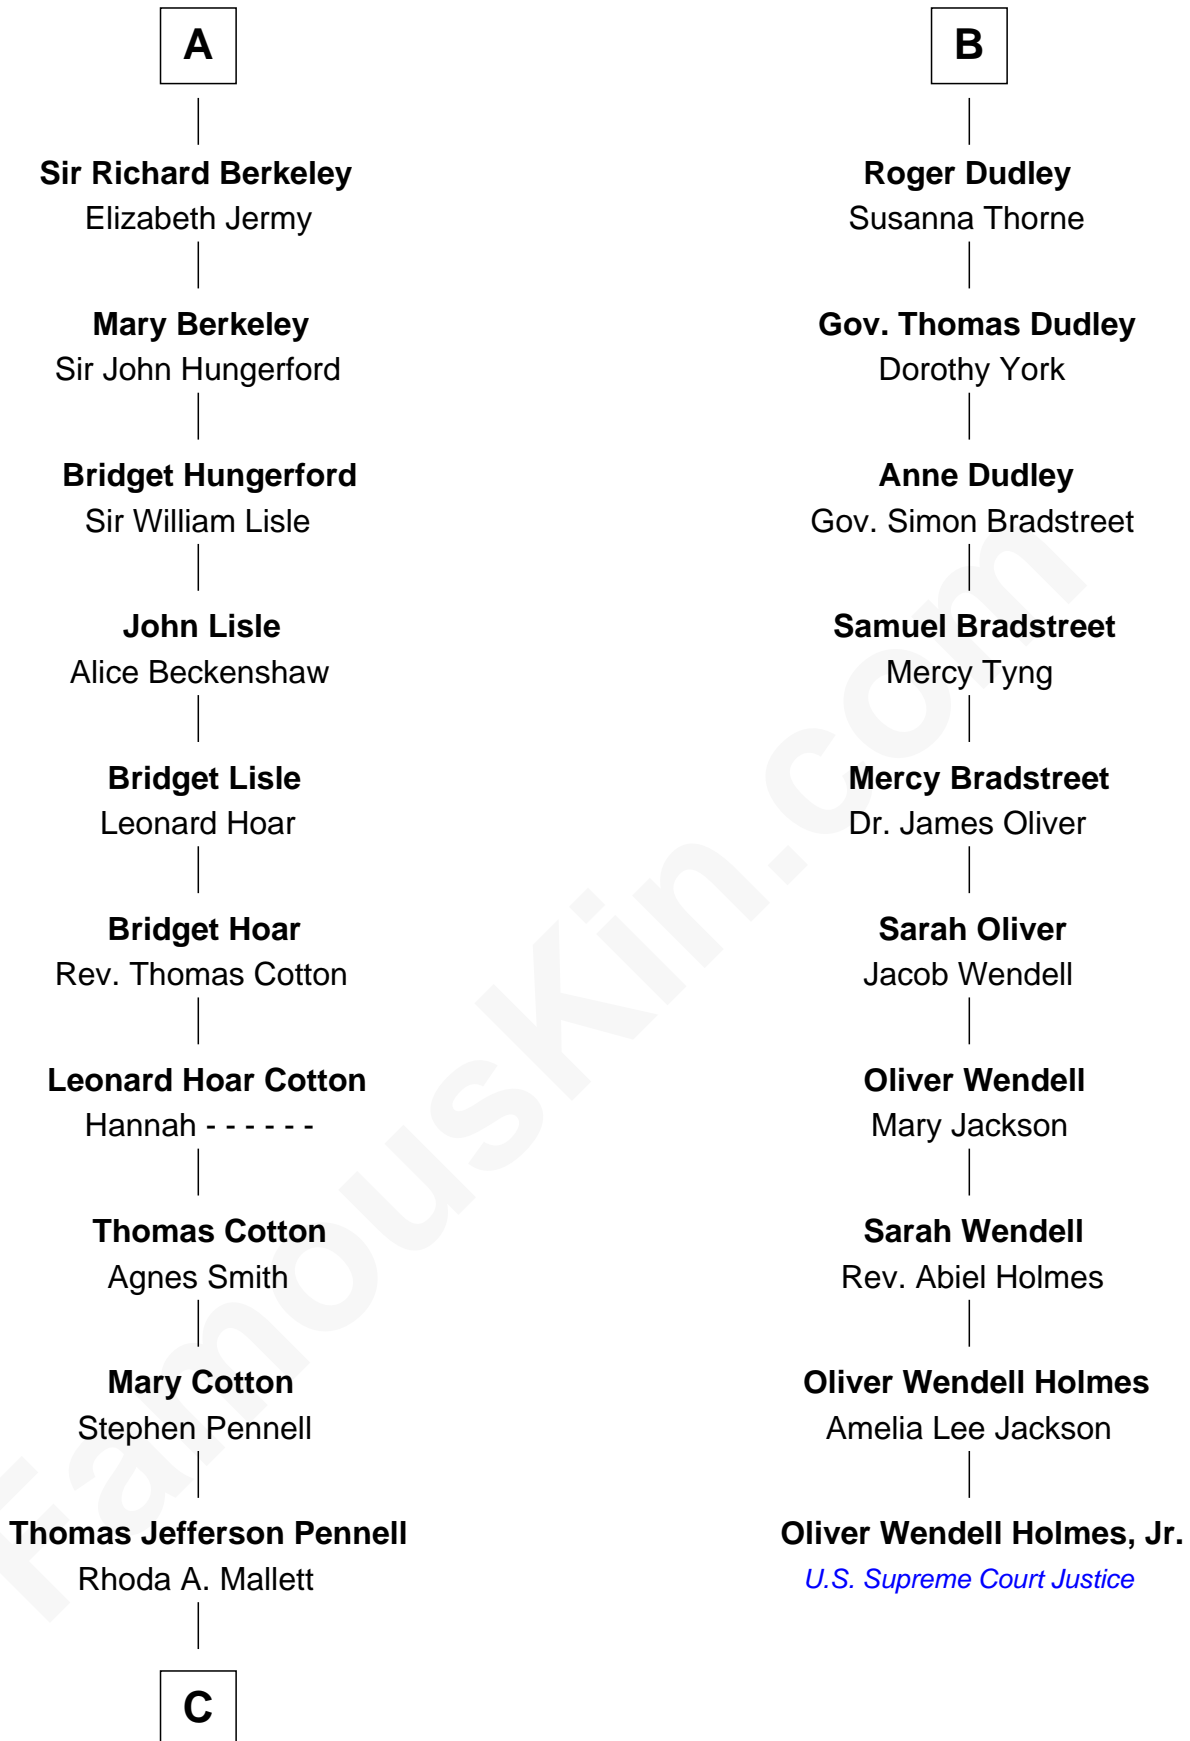 A
Sir Richard Berkeley
Elizabeth Jermy
Mary Berkeley
Sir John Hungerford
Bridget Hungerford
Sir William Lisle
John Lisle
Alice Beckenshaw
Bridget Lisle
Leonard Hoar
Bridget Hoar
Rev. Thomas Cotton
Leonard Hoar Cotton
Hannah - - - - - -
Thomas Cotton
Agnes Smith
Mary Cotton
Stephen Pennell
Thomas Jefferson Pennell
Rhoda A. Mallett
C
B
Roger Dudley
Susanna Thorne
Gov. Thomas Dudley
Dorothy York
Anne Dudley
Gov. Simon Bradstreet
Samuel Bradstreet
Mercy Tyng
Mercy Bradstreet
Dr. James Oliver
Sarah Oliver
Jacob Wendell
Oliver Wendell
Mary Jackson
Sarah Wendell
Rev. Abiel Holmes
Oliver Wendell Holmes
Amelia Lee Jackson
Oliver Wendell Holmes, Jr.
U.S. Supreme Court Justice
FamousKin.com